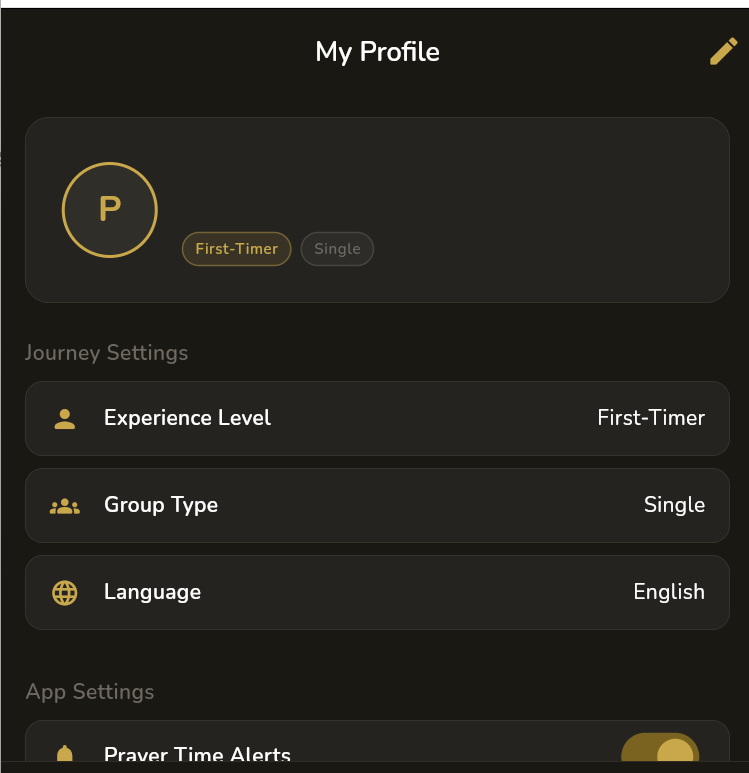 My Profile
P
First-Timer Single
Journey Settings
Experience Level First-Timer
Group Type Single
Language English
App Settings
Prayer Time Alerts